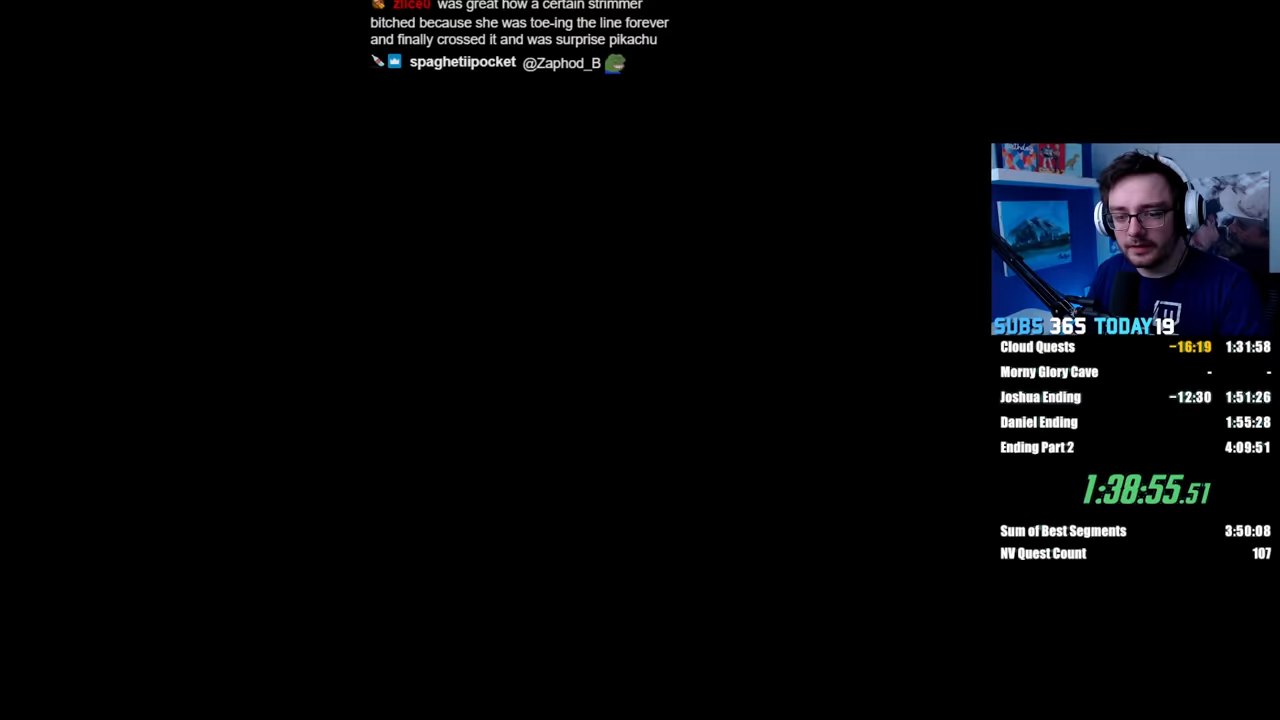 zlice0 was great how a certain strimmer
bitched because she was toe-ing the line forever
and finally crossed it and was surprise pikachu
spaghetiipocket @Zaphod_B
SUBS 365 TODAY 19
Cloud Quests -16:19 1:31:58
Morny Glory Cave - -
Joshua Ending -12:30 1:51:26
Daniel Ending 1:55:28
Ending Part 2 4:09:51
1:38:55.51
Sum of Best Segments 3:50:08
NV Quest Count 107